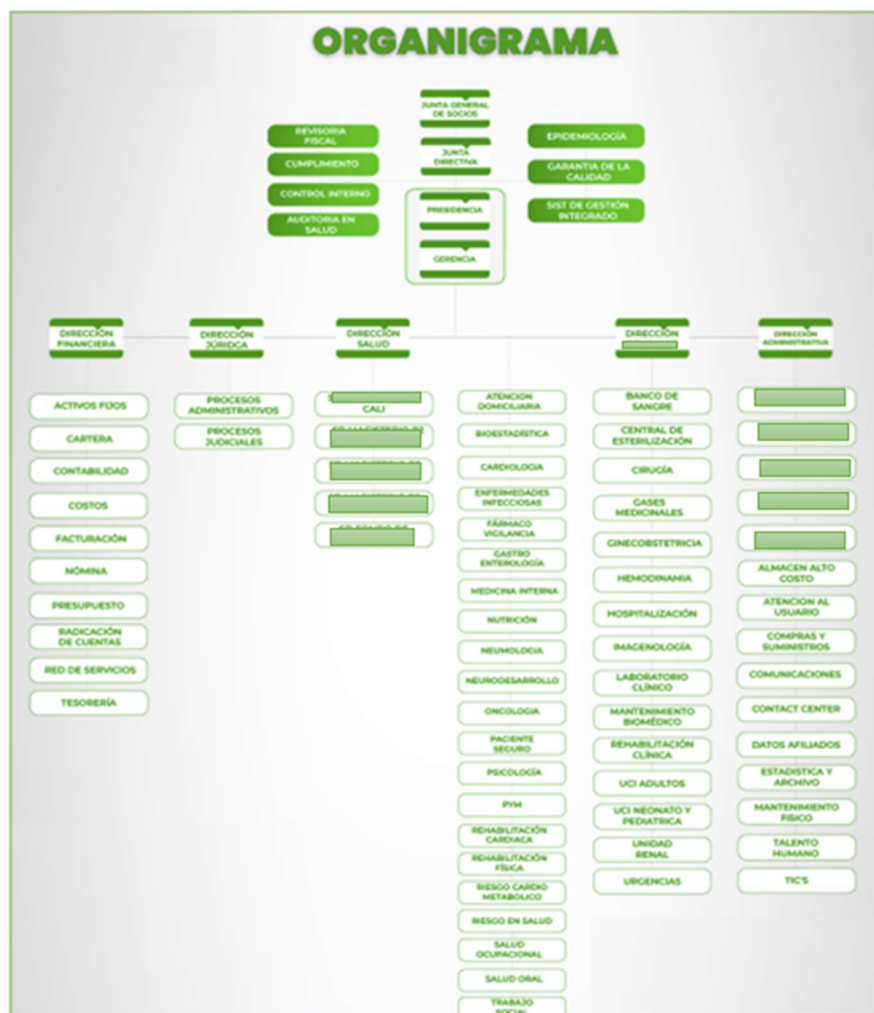 ORGANIGRAMA
JUNTA GENERAL
DE SOCIOS
JUNTA
DIRECTIVA
PRESIDENCIA
GERENCIA
REVISORIA
FISCAL
CUMPLIMIENTO
CONTROL INTERNO
AUDITORIA EN
SALUD
EPIDEMIOLOGÍA
GARANTIA DE LA
CALIDAD
SIST DE GESTIÓN
INTEGRADO
DIRECCIÓN
FINANCIERA
ACTIVOS FIJOS
CARTERA
CONTABILIDAD
COSTOS
FACTURACIÓN
NÓMINA
PRESUPUESTO
RADICACIÓN
DE CUENTAS
RED DE SERVICIOS
TESORERÍA
DIRECCIÓN
JÚRIDCA
PROCESOS
ADMINISTRATIVOS
PROCESOS
JUDICIALES
DIRECCIÓN
SALUD
CALI
ATENCION
DOMICILIARIA
BIOESTADÍSTICA
CARDIOLOGIA
ENFERMEDADES
INFECCIOSAS
FÁRMACO
VIGILANCIA
GASTRO
ENTEROLOGÍA
MEDICINA INTERNA
NUTRICIÓN
NEUMOLOGIA
NEURODESARROLLO
ONCOLOGIA
PACIENTE
SEGURO
PSICOLOGÍA
PYM
REHABILITACIÓN
CARDIACA
REHABILITACIÓN
FÍSICA
RIESGO CARDIO
METABOLICO
RIESGO EN SALUD
SALUD
OCUPACIONAL
SALUD ORAL
TRABAJO
SOCIAL
DIRECCIÓN
BANCO DE
SANGRE
CENTRAL DE
ESTERILIZACIÓN
CIRUGÍA
GASES
MEDICINALES
GINECOBSTETRICIA
HEMODINAMIA
HOSPITALIZACIÓN
IMAGENOLOGÍA
LABORATORIO
CLÍNICO
MANTENIMIENTO
BIOMÉDICO
REHABILITACIÓN
CLÍNICA
UCI ADULTOS
UCI NEONATO Y
PEDIATRICA
UNIDAD
RENAL
URGENCIAS
DIRECCIÓN
ADMINISTRATIVA
ALMACEN ALTO
COSTO
ATENCION AL
USUARIO
COMPRAS Y
SUMINISTROS
COMUNICACIONES
CONTACT CENTER
DATOS AFILIADOS
ESTADISTICA Y
ARCHIVO
MANTENIMIENTO
FISICO
TALENTO
HUMANO
TIC'S